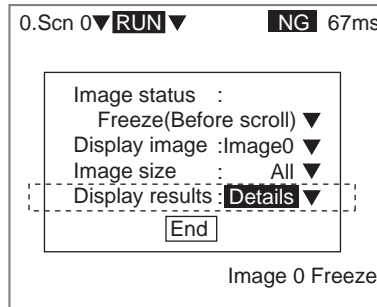 0.Scn 0▼ RUN ▼ NG 67ms
Image status :
Freeze(Before scroll) ▼
Display image :Image0 ▼
Image size : All ▼
Display results : Details ▼
End
Image 0 Freeze